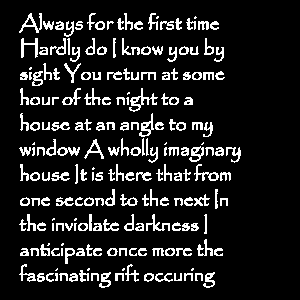 Always for the first time
Hardly do I know you by
sight You return at some
hour of the night to a
house at an angle to my
window A wholly imaginary
house It is there that from
one second to the next In
the inviolate darkness I
anticipate once more the
fascinating rift occuring